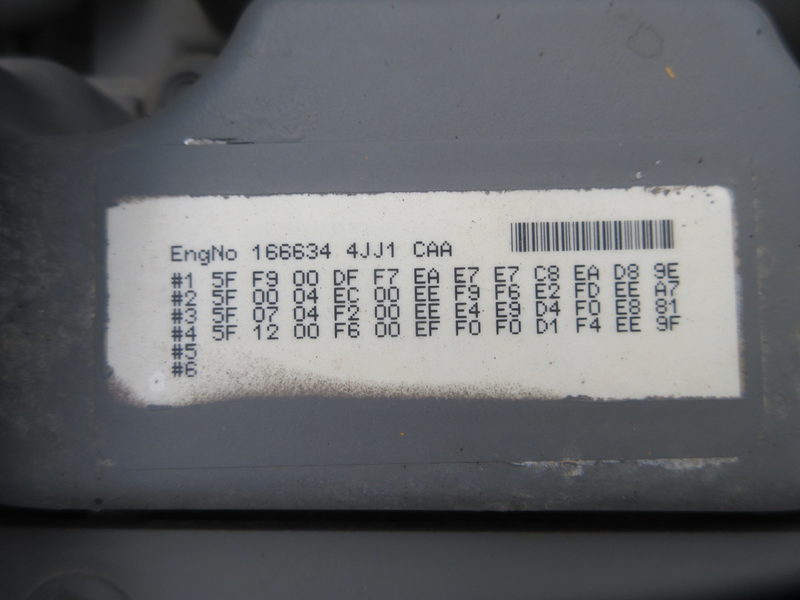 EngNo 166634 4JJ1 CAA
#1 5F F9 00 DF F7 EA E7 E7 C8 EA D8 9E
#2 5F 00 04 EC 00 EE F9 F6 E2 FD EE A7
#3 5F 07 04 F2 00 EE E4 E9 D4 F0 E8 81
#4 5F 12 00 F6 00 EF F0 F0 D1 F4 EE 9F
#5
#6